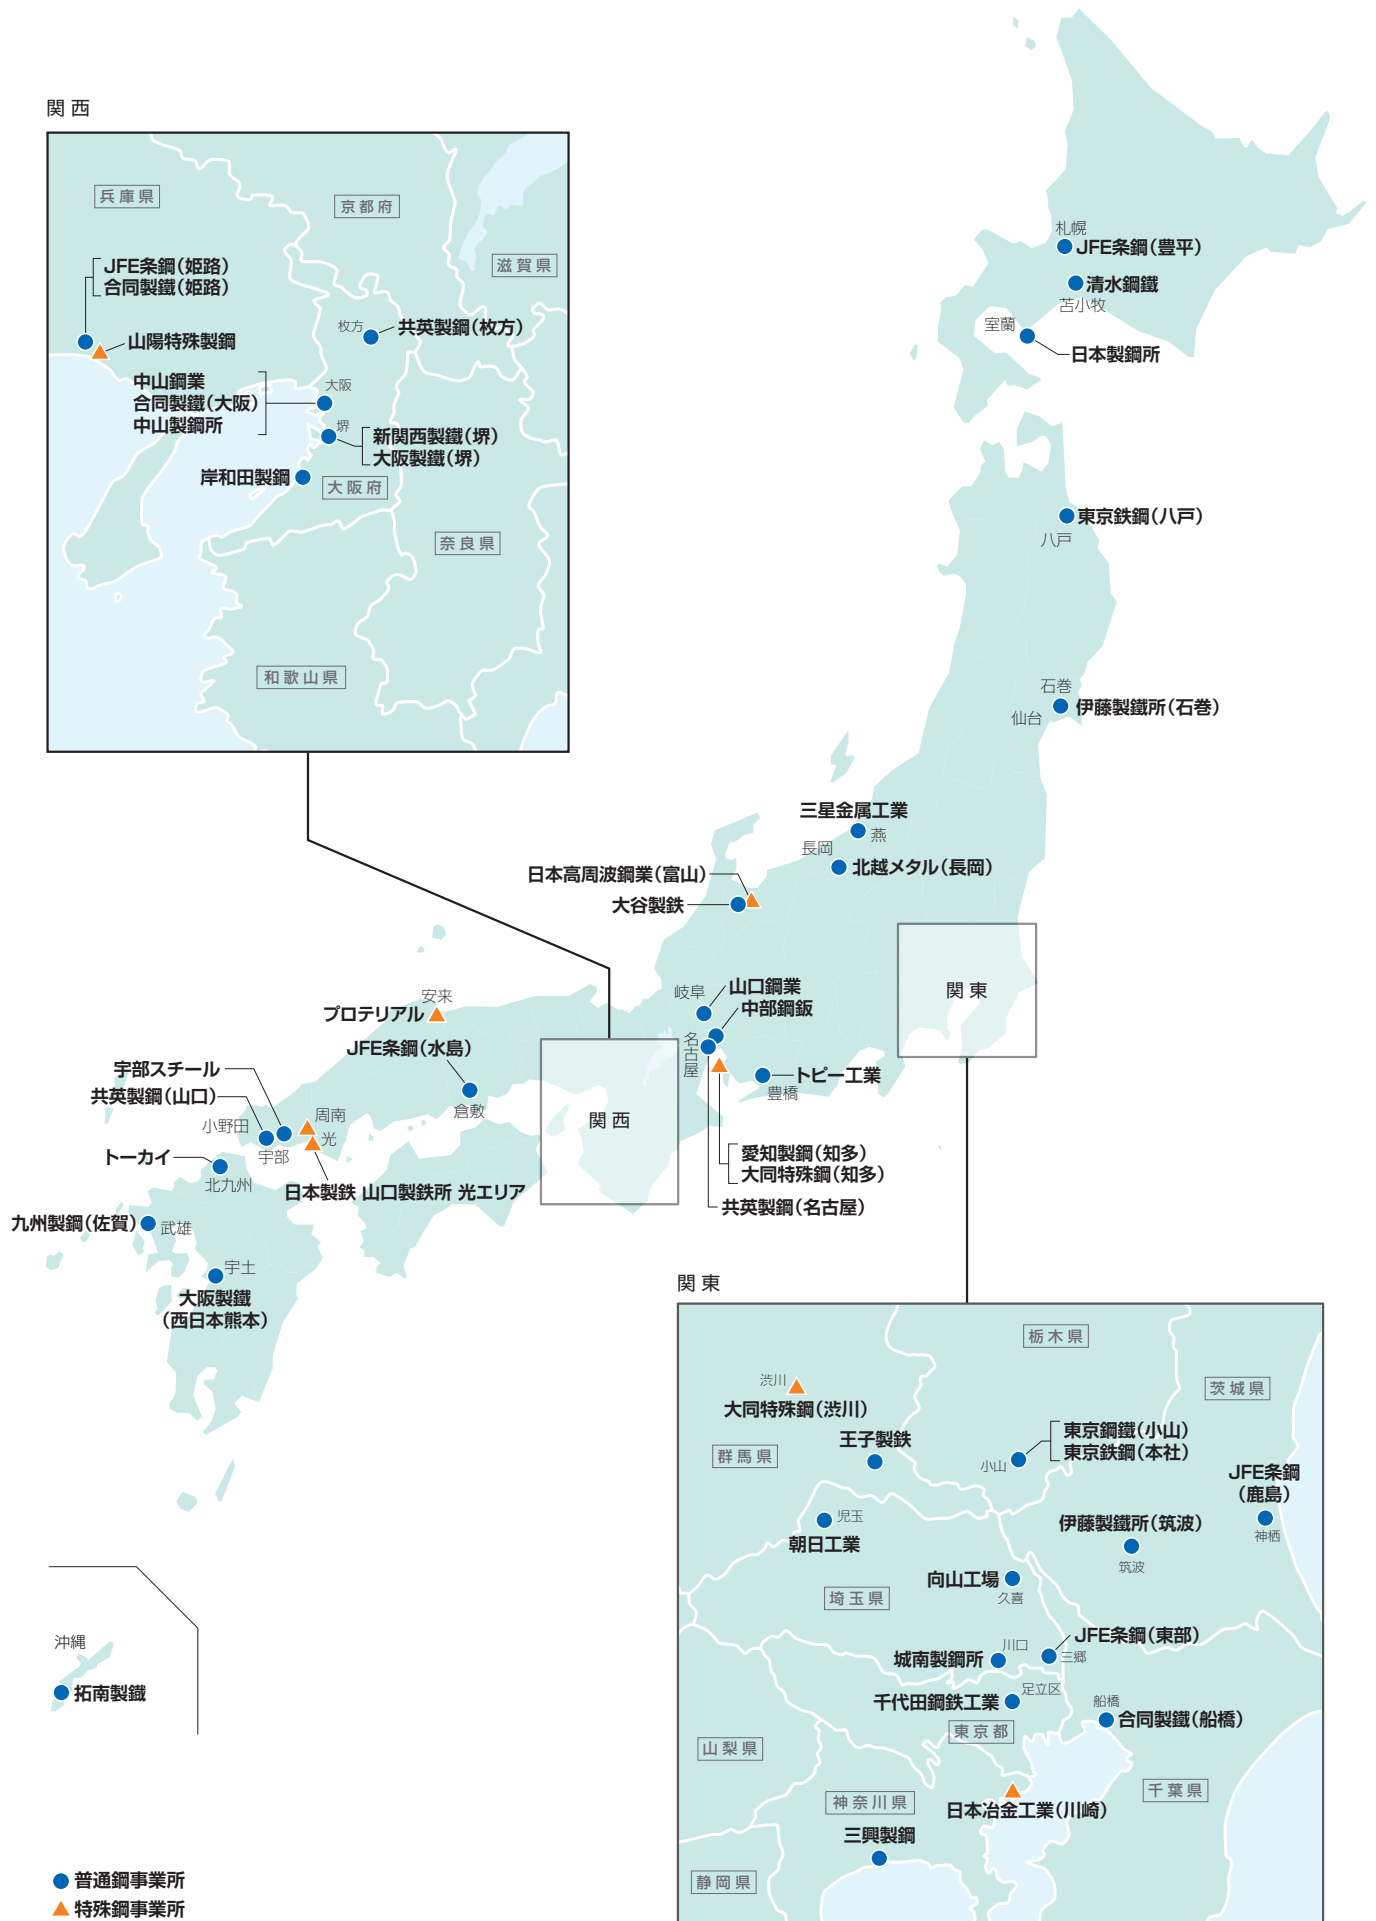 関西
兵庫県
京都府
滋賀県
JFE条鋼（姫路）
合同製鐵（姫路）
山陽特殊製鋼
枚方
共英製鋼（枚方）
中山鋼業
合同製鐵（大阪）
中山製鋼所
大阪
堺
新関西製鐵（堺）
大阪製鐵（堺）
岸和田製鋼
大阪府
奈良県
和歌山県
札幌
JFE条鋼（豊平）
清水鋼鐵
苫小牧
室蘭
日本製鋼所
東京鉄鋼（八戸）
八戸
石巻
伊藤製鐵所（石巻）
仙台
三星金属工業
燕
長岡
北越メタル（長岡）
日本高周波鋼業（富山）
大谷製鉄
関東
岐阜
山口鋼業
中部鋼鈑
名古屋
トピー工業
豊橋
愛知製鋼（知多）
大同特殊鋼（知多）
共英製鋼（名古屋）
安来
プロテリアル
JFE条鋼（水島）
倉敷
関西
宇部スチール
共英製鋼（山口）
小野田
宇部
周南
光
日本製鉄 山口製鉄所 光エリア
トーカイ
北九州
九州製鋼（佐賀）
武雄
宇土
大阪製鐵
（西日本熊本）
沖縄
拓南製鐵
関東
栃木県
茨城県
渋川
大同特殊鋼（渋川）
群馬県
王子製鉄
小山
東京鋼鐵（小山）
東京鉄鋼（本社）
JFE条鋼
（鹿島）
神栖
児玉
朝日工業
伊藤製鐵所（筑波）
筑波
向山工場
久喜
埼玉県
川口
城南製鋼所
JFE条鋼（東部）
三郷
足立区
千代田鋼鉄工業
東京都
船橋
合同製鐵（船橋）
山梨県
千葉県
神奈川県
日本冶金工業（川崎）
三興製鋼
静岡県
普通鋼事業所
特殊鋼事業所